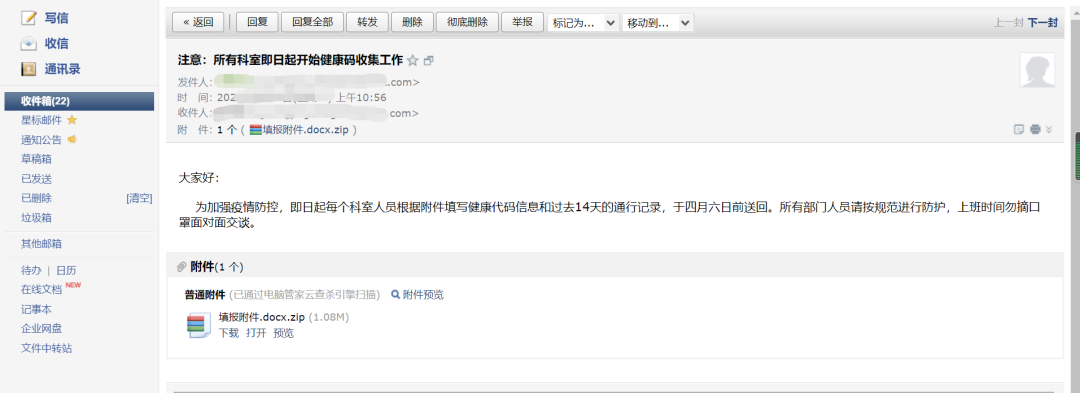 写信
收信
通讯录
收件箱(22)
星标邮件
通知公告
草稿箱
已发送
已删除 [清空]
垃圾箱
其他邮箱
待办 | 日历
在线文档 NEW
记事本
企业网盘
文件中转站
« 返回 回复 回复全部 转发 删除 彻底删除 举报 标记为... 移动到... 上一封 下一封
注意：所有科室即日起开始健康码收集工作
发件人： .com>
时 间：202 上午10:56
收件人： com>
附 件：1 个 ( 填报附件.docx.zip )
大家好：
为加强疫情防控，即日起每个科室人员根据附件填写健康代码信息和过去14天的通行记录，于四月六日前送回。所有部门人员请按规范进行防护，上班时间勿摘口
罩面对面交谈。
附件(1 个)
普通附件 (已通过电脑管家云查杀引擎扫描) 附件预览
填报附件.docx.zip (1.08M)
下载 打开 预览